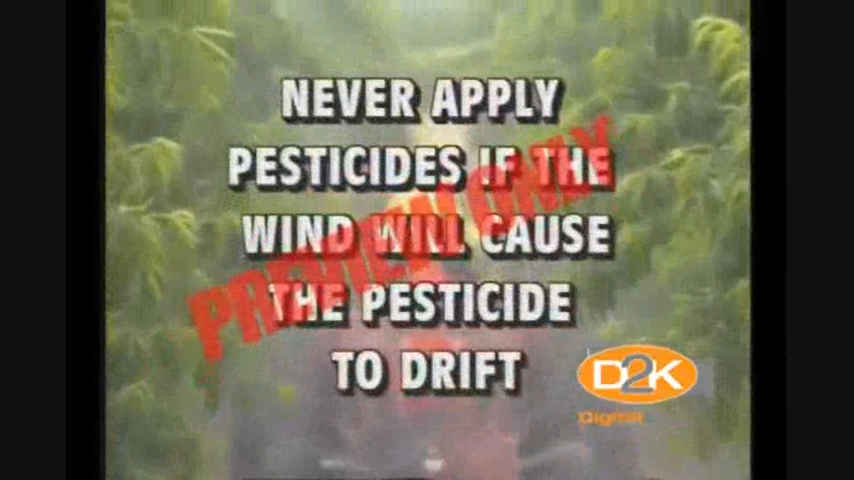 NEVER APPLY
PESTICIDES IF THE
WIND WILL CAUSE
THE PESTICIDE
TO DRIFT
PREVIEW ONLY
D2K
Digital